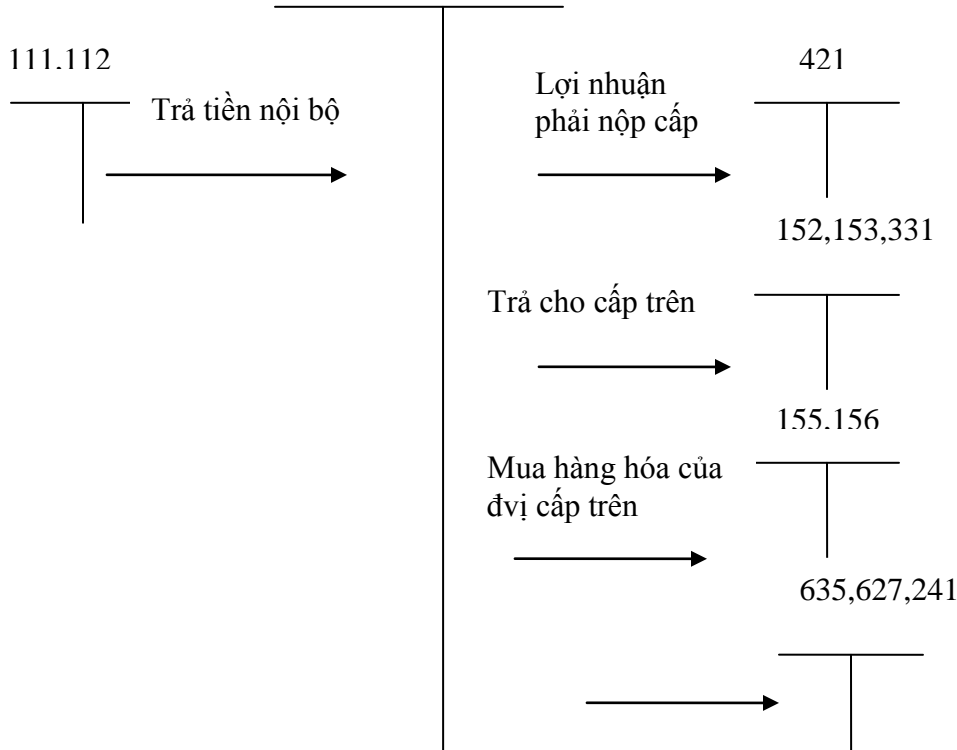 111,112
421
Trả tiền nội bộ
Lợi nhuận
phải nộp cấp
152,153,331
Trả cho cấp trên
155,156
Mua hàng hóa của
đvị cấp trên
635,627,241